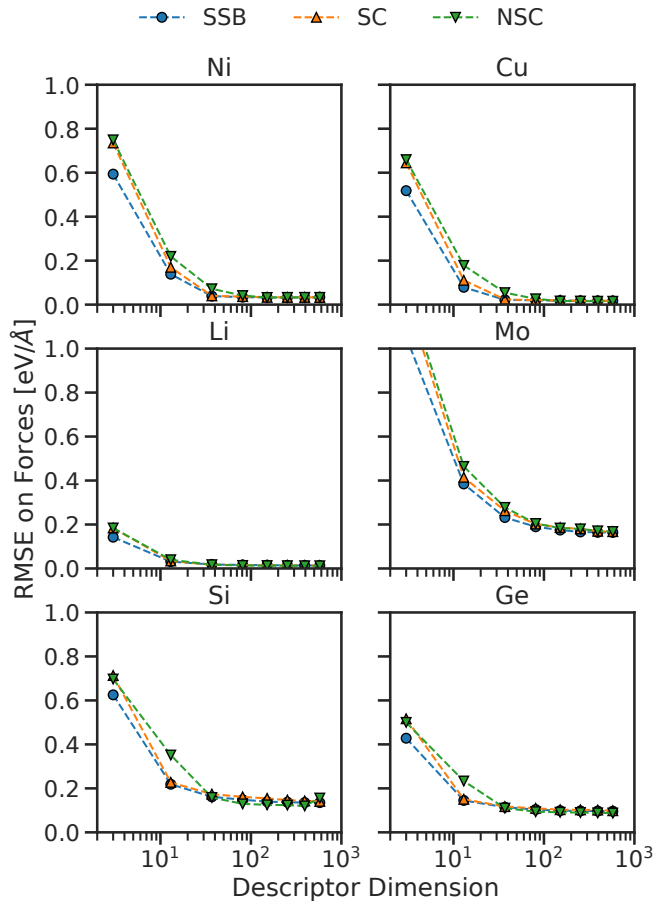 SSB SC NSC
Ni Cu
1.0
0.8
0.6
0.4
0.2
0.0
Li Mo
1.0
0.8
0.6
0.4
0.2
0.0
Si Ge
1.0
0.8
0.6
0.4
0.2
0.0
RMSE on Forces [eV/Å]
10¹ 10² 10³ 10¹ 10² 10³
Descriptor Dimension